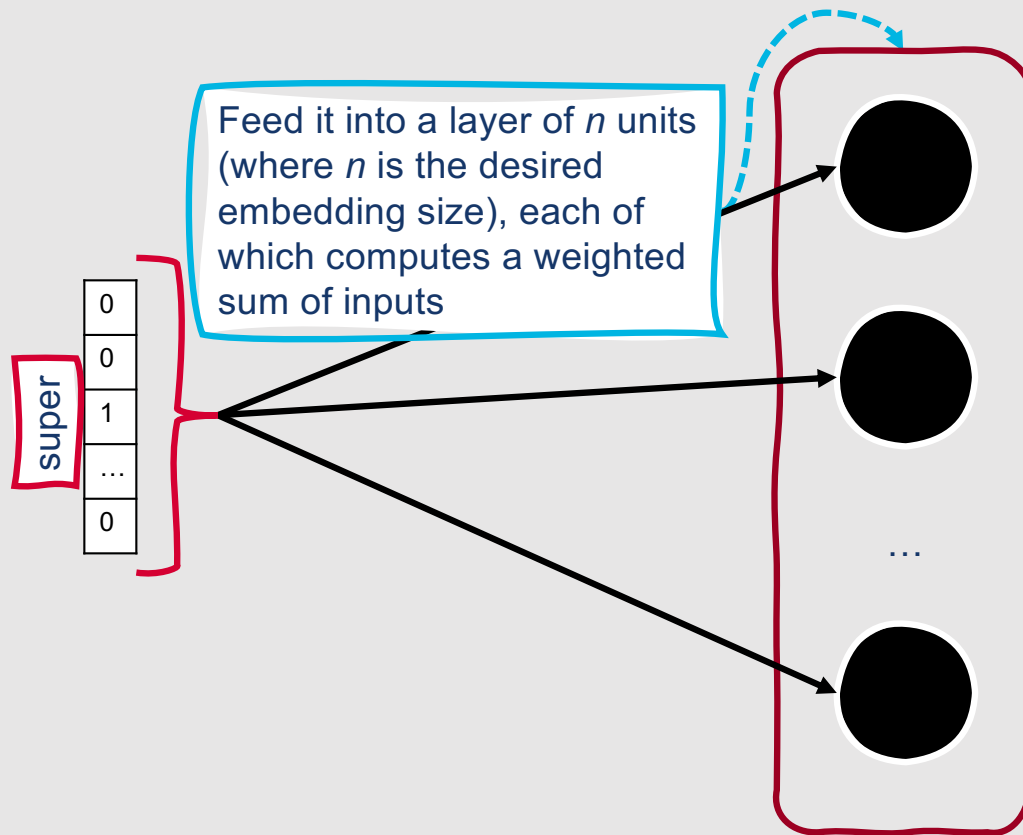 Feed it into a layer of n units
(where n is the desired
embedding size), each of
which computes a weighted
sum of inputs
super
0
0
1
…
0
…